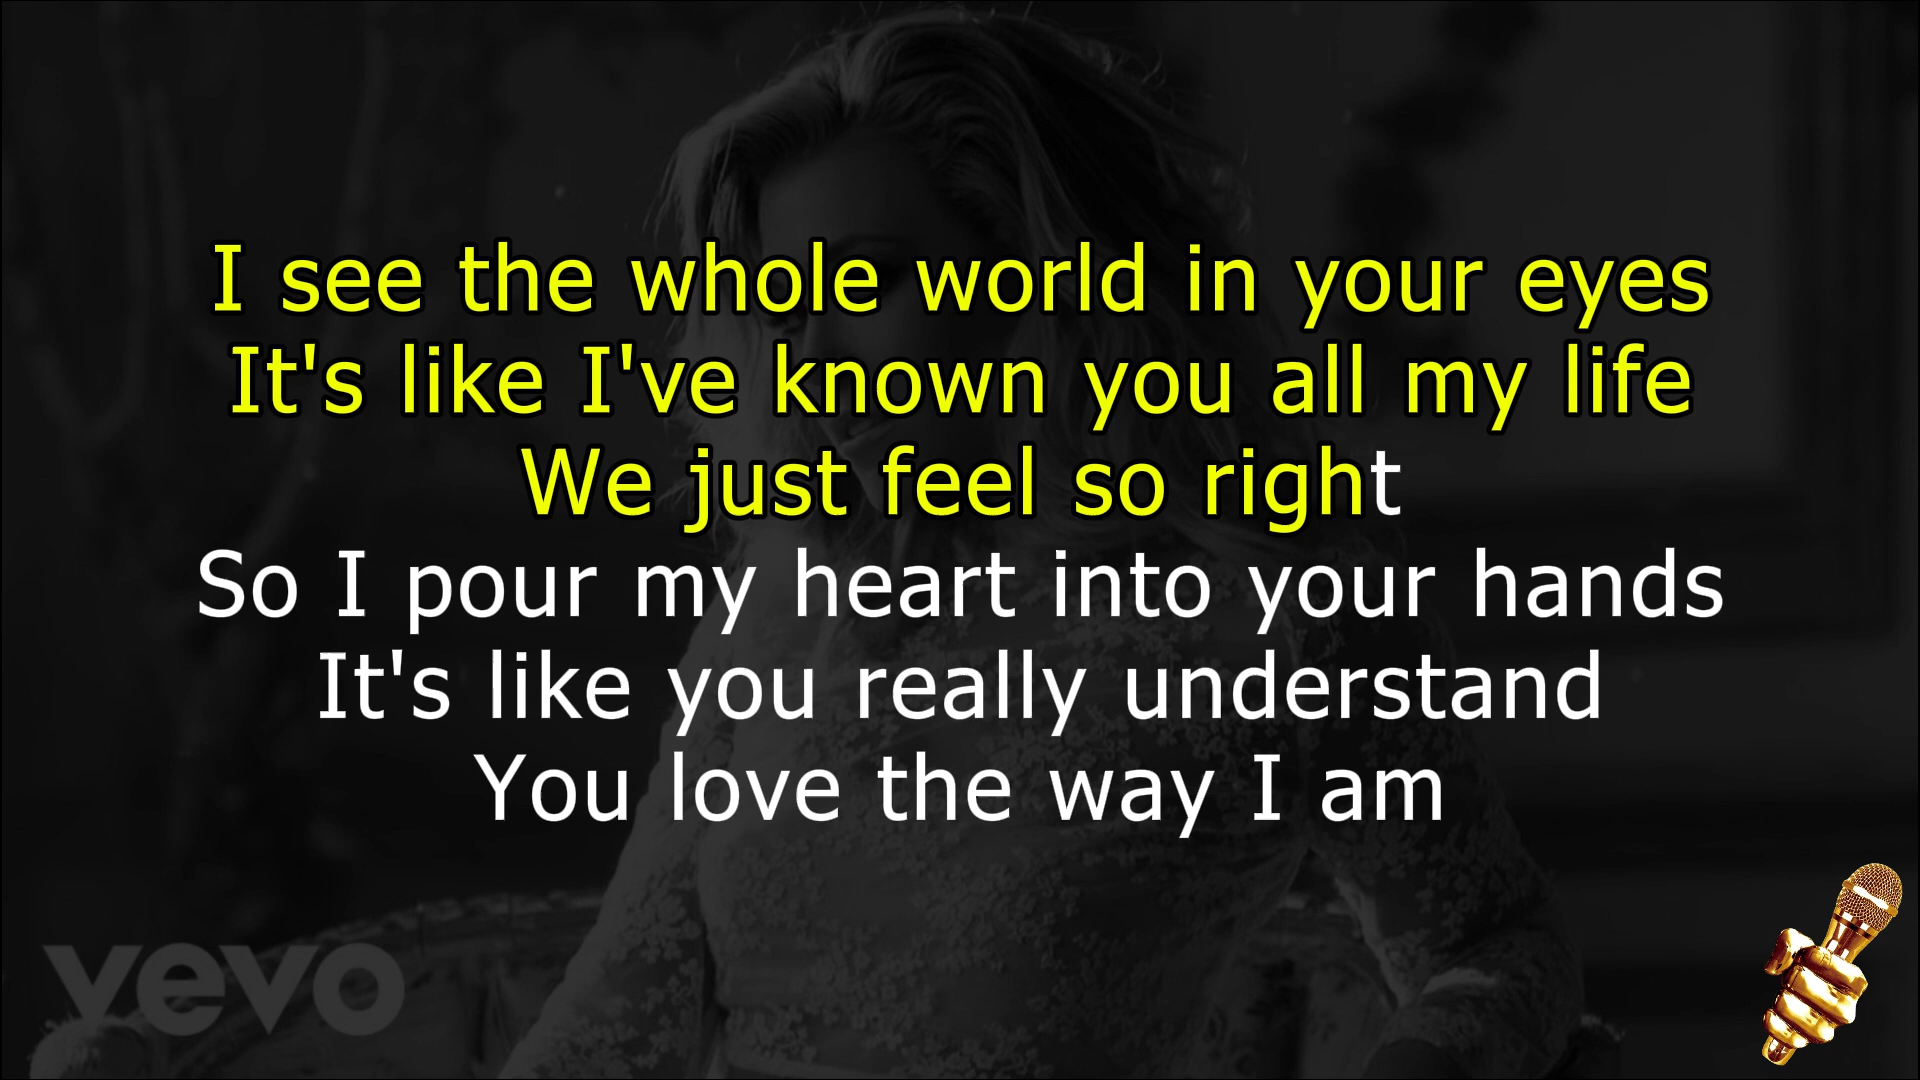 I see the whole world in your eyes
It's like I've known you all my life
We just feel so right
So I pour my heart into your hands
It's like you really understand
You love the way I am
vevo